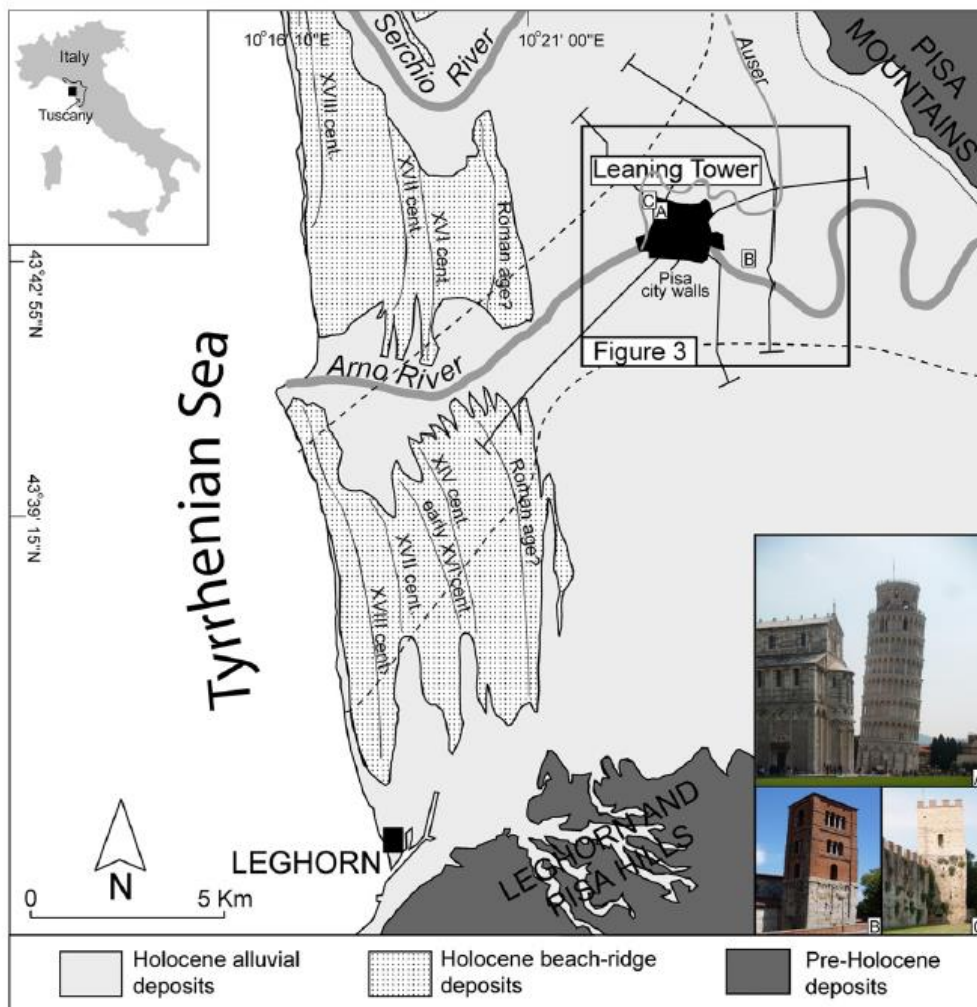 Italy
Tuscany
10°16' 10"E
Serchio
River
10°21' 00"E
Auser
PISA
MOUNTAINS
XVIII cent.
XVII cent.
XVI cent.
Roman age?
Leaning Tower
C
A
B
Pisa
city walls
Figure 3
43°42' 55"N
Arno River
Tyrrhenian Sea
43°39' 15"N
XIV cent.
early XVI cent.
XVII cent.
XVIII cent.
Roman age?
LEGHORN AND
PISA HILLS
LEGHORN
N
0
5 Km
A
B
C
Holocene alluvial
deposits
Holocene beach-ridge
deposits
Pre-Holocene
deposits